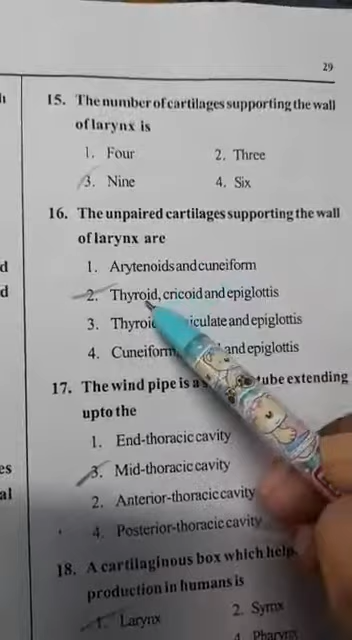 29
15. The number of cartilages supporting the wall
of larynx is
1. Four 2. Three
3. Nine 4. Six
16. The unpaired cartilages supporting the wall
of larynx are
1. Arytenoids and cuneiform
2. Thyroid, cricoid and epiglottis
3. Thyroid and epiglottis
4. Cuneiform, and epiglottis
17. The wind pipe is a tube extending
upto the
1. End-thoracic cavity
3. Mid-thoracic cavity
2. Anterior-thoracic cavity
4. Posterior-thoracic cavity
18. A cartilaginous box which
production in humans is
1. Larynx 2.
4. Pharynx
d
d
es
al